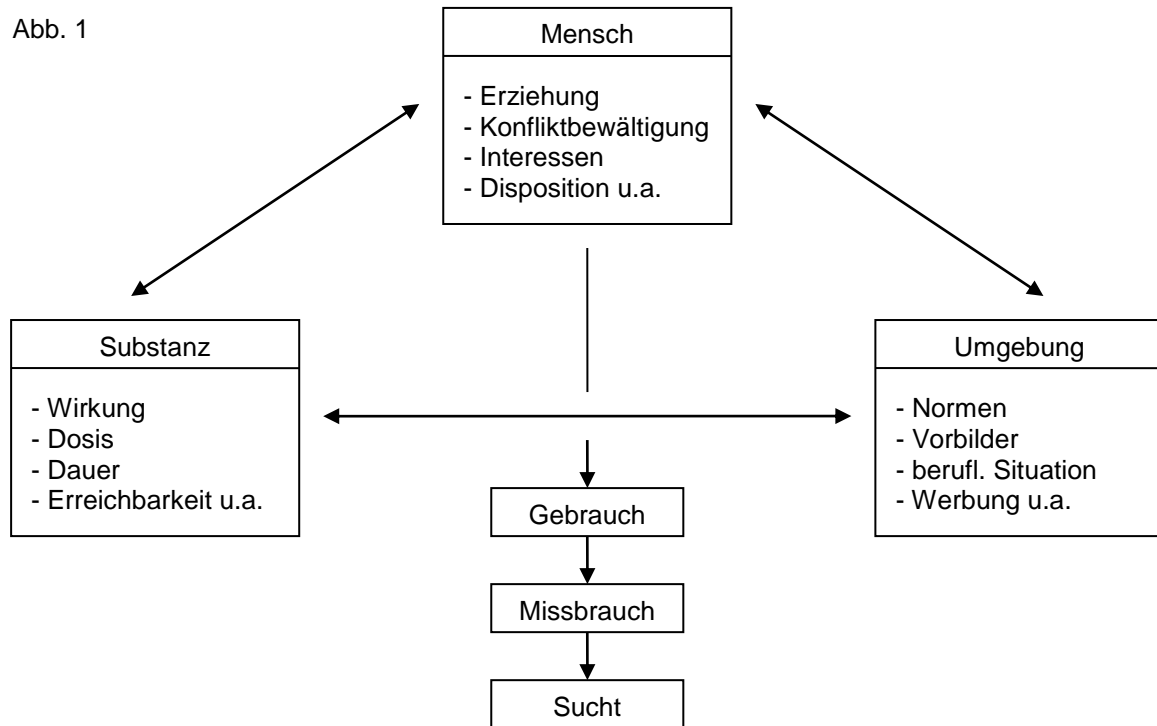 Abb. 1
Mensch
- Erziehung
- Konfliktbewältigung
- Interessen
- Disposition u.a.
Substanz
- Wirkung
- Dosis
- Dauer
- Erreichbarkeit u.a.
Umgebung
- Normen
- Vorbilder
- berufl. Situation
- Werbung u.a.
Gebrauch
Missbrauch
Sucht